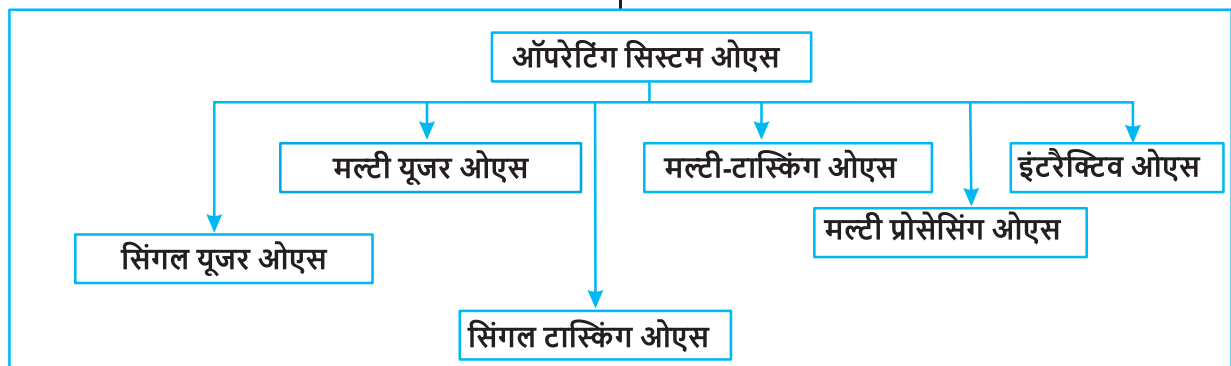 ऑपरेटिंग सिस्टम ओएस
मल्टी यूजर ओएस
मल्टी-टास्किंग ओएस
इंटरैक्टिव ओएस
मल्टी प्रोसेसिंग ओएस
सिंगल यूजर ओएस
सिंगल टास्किंग ओएस